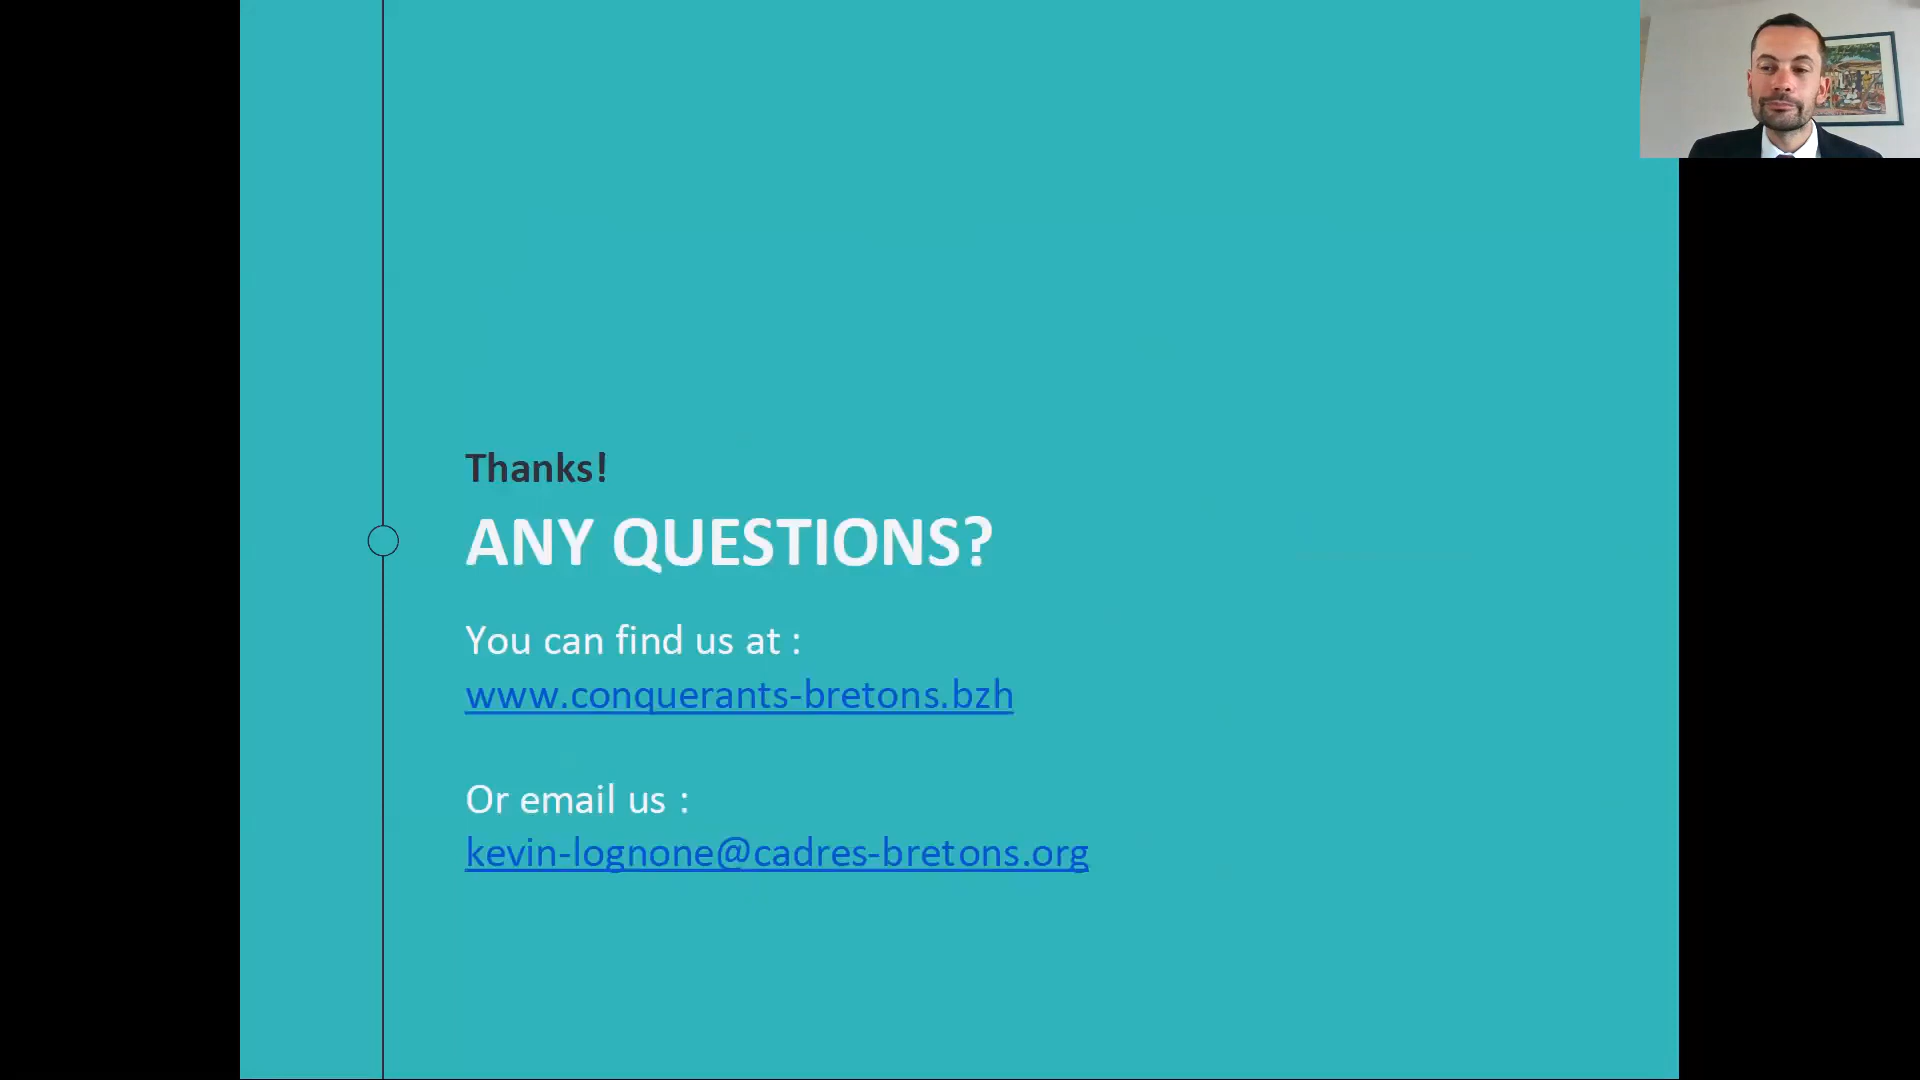 Thanks!
ANY QUESTIONS?
You can find us at :
www.conquerants-bretons.bzh
Or email us :
kevin-lognone@cadres-bretons.org